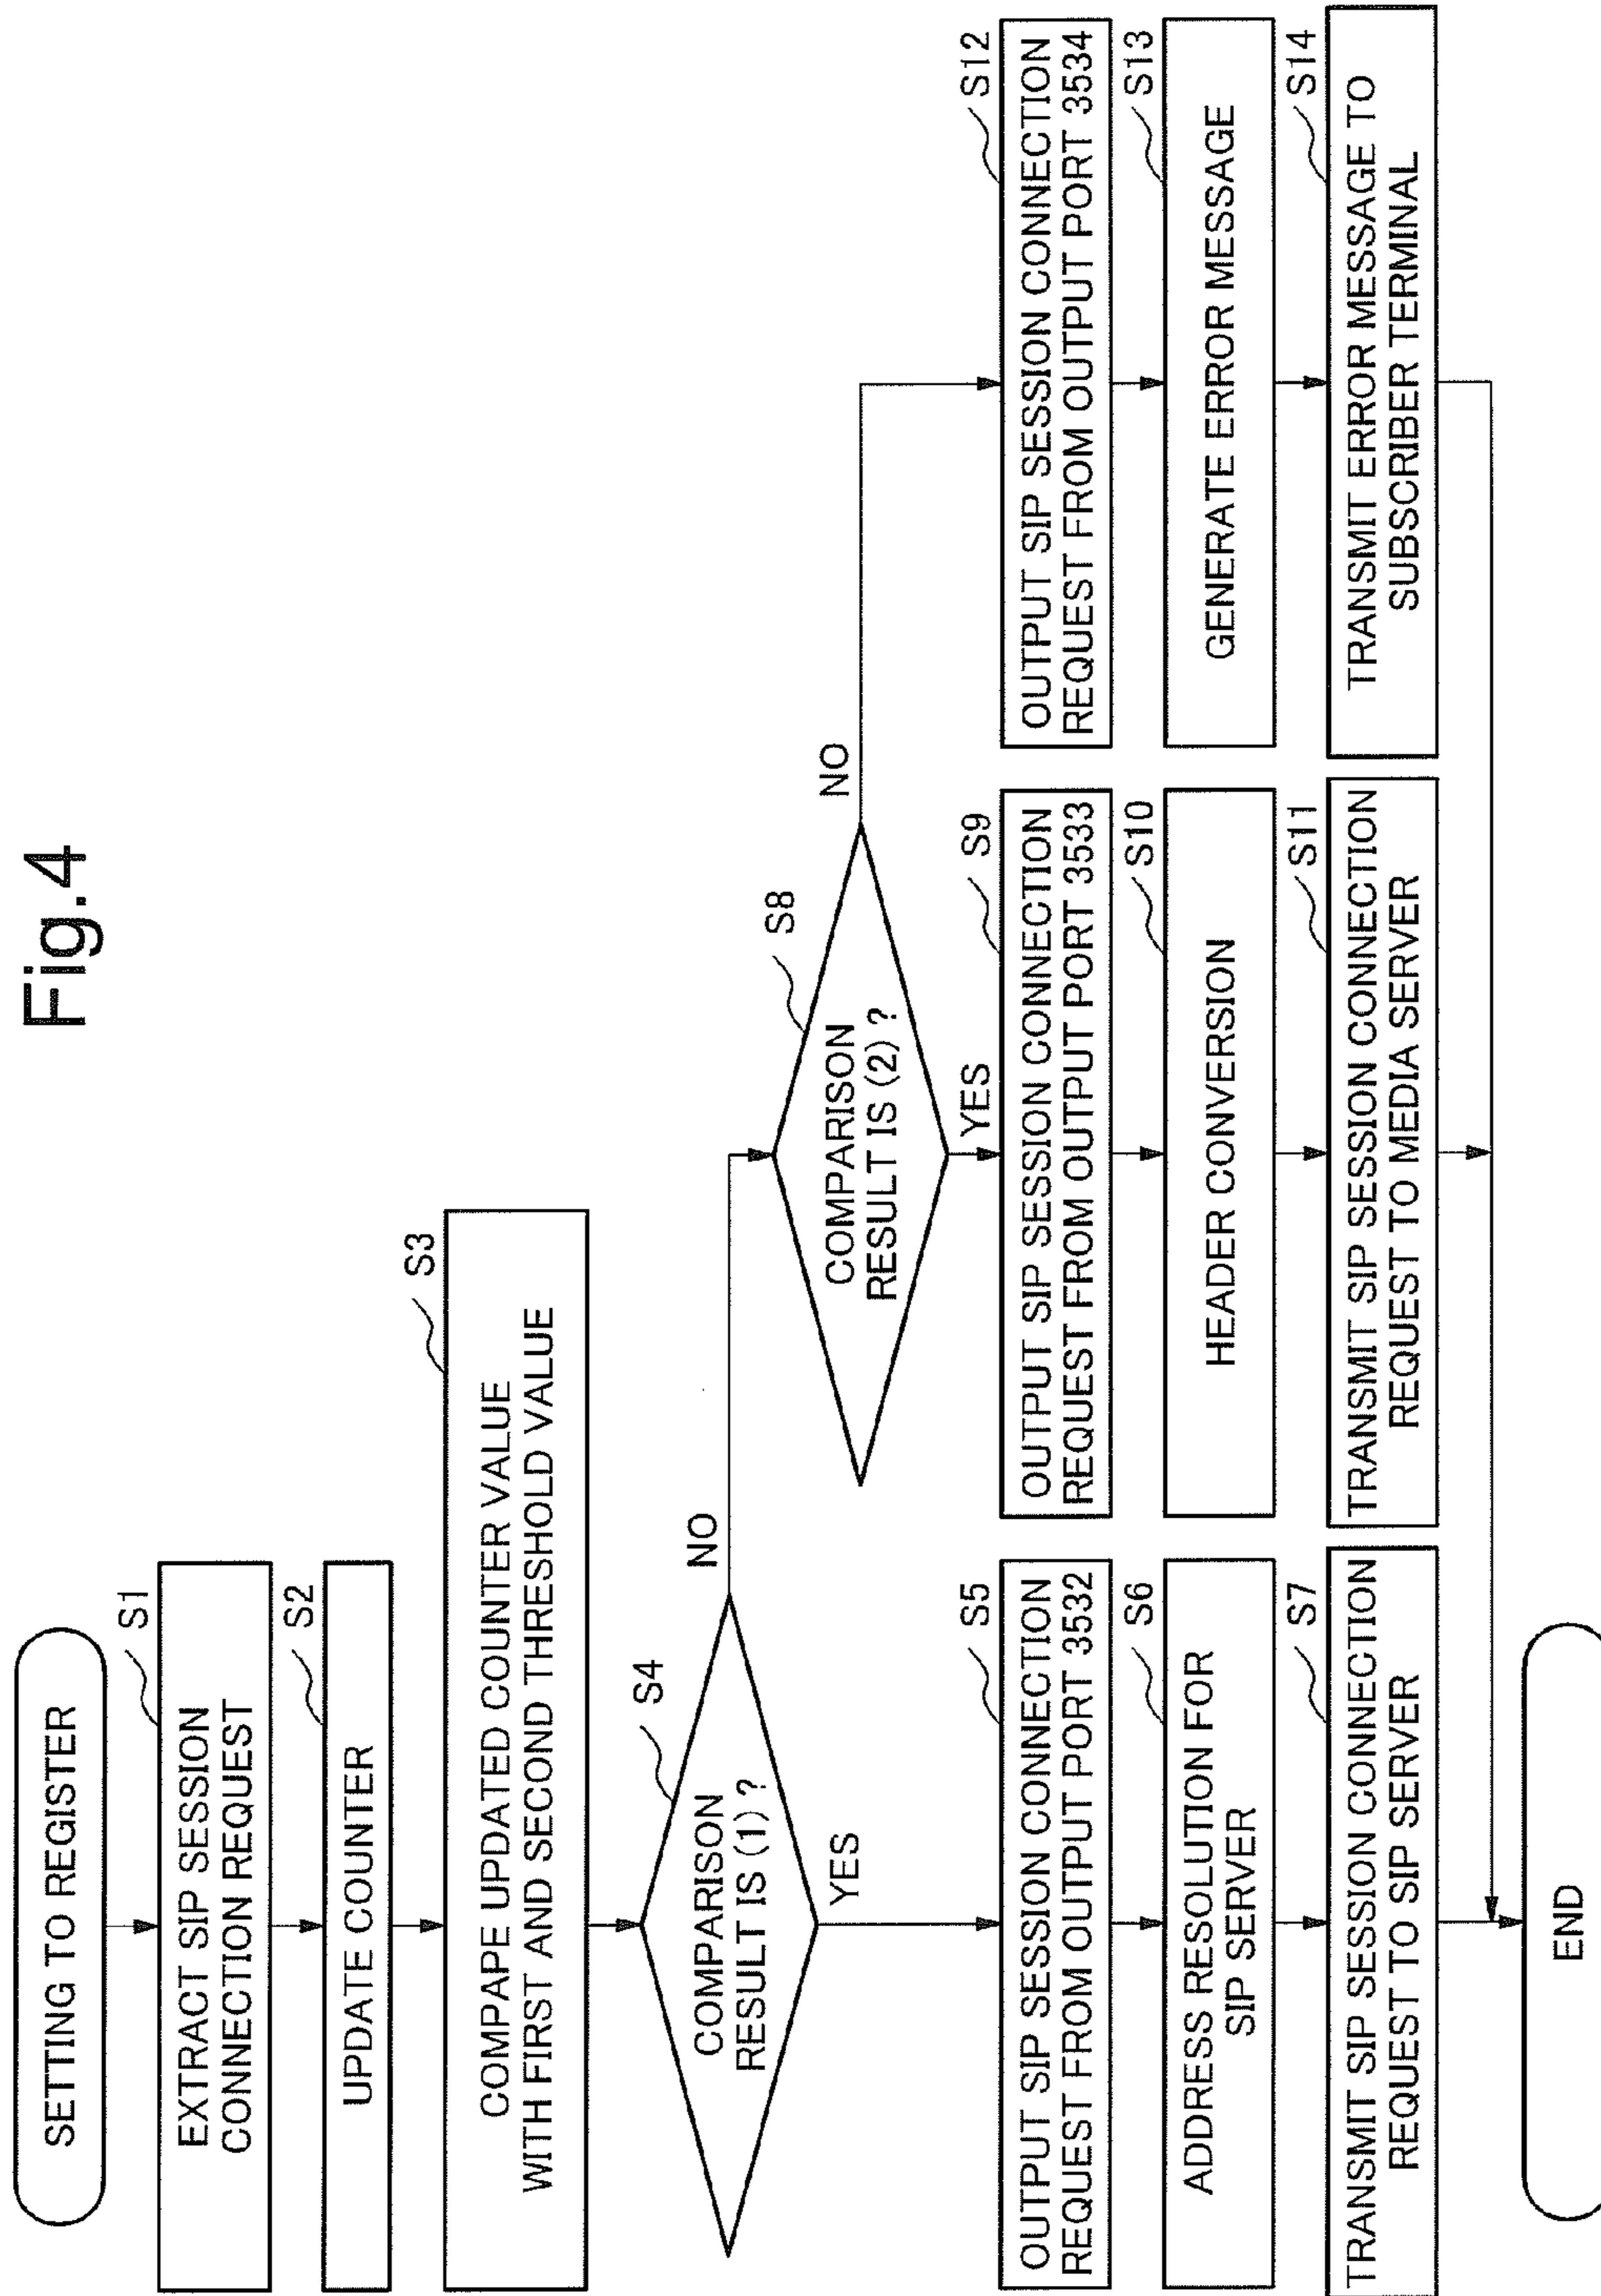 Fig.4
SETTING TO REGISTER
S1
EXTRACT SIP SESSION
CONNECTION REQUEST
S2
UPDATE COUNTER
S3
COMPAPE UPDATED COUNTER VALUE
WITH FIRST AND SECOND THRESHOLD VALUE
S4
COMPARISON
RESULT IS (1) ?
NO
YES
S5
OUTPUT SIP SESSION CONNECTION
REQUEST FROM OUTPUT PORT 3532
S6
ADDRESS RESOLUTION FOR
SIP SERVER
S7
TRANSMIT SIP SESSION CONNECTION
REQUEST TO SIP SERVER
S8
COMPARISON
RESULT IS (2) ?
NO
YES
S9
OUTPUT SIP SESSION CONNECTION
REQUEST FROM OUTPUT PORT 3533
S10
HEADER CONVERSION
S11
TRANSMIT SIP SESSION CONNECTION
REQUEST TO MEDIA SERVER
S12
OUTPUT SIP SESSION CONNECTION
REQUEST FROM OUTPUT PORT 3534
S13
GENERATE ERROR MESSAGE
S14
TRANSMIT ERROR MESSAGE TO
SUBSCRIBER TERMINAL
END